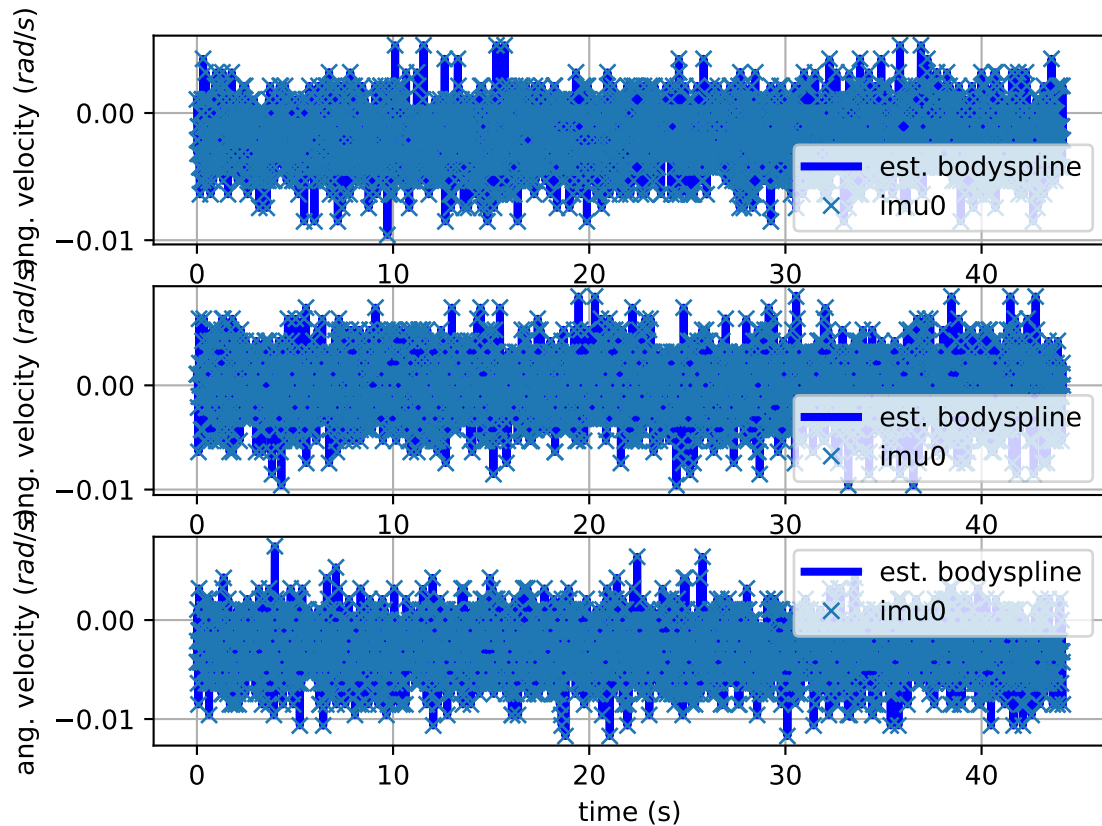 ang. velocity (rad/s)
0.00
−0.01
est. bodyspline
imu0
0 10 20 30 40
ang. velocity (rad/s)
0.00
−0.01
est. bodyspline
imu0
0 10 20 30 40
ang. velocity (rad/s)
0.00
−0.01
est. bodyspline
imu0
0 10 20 30 40
time (s)